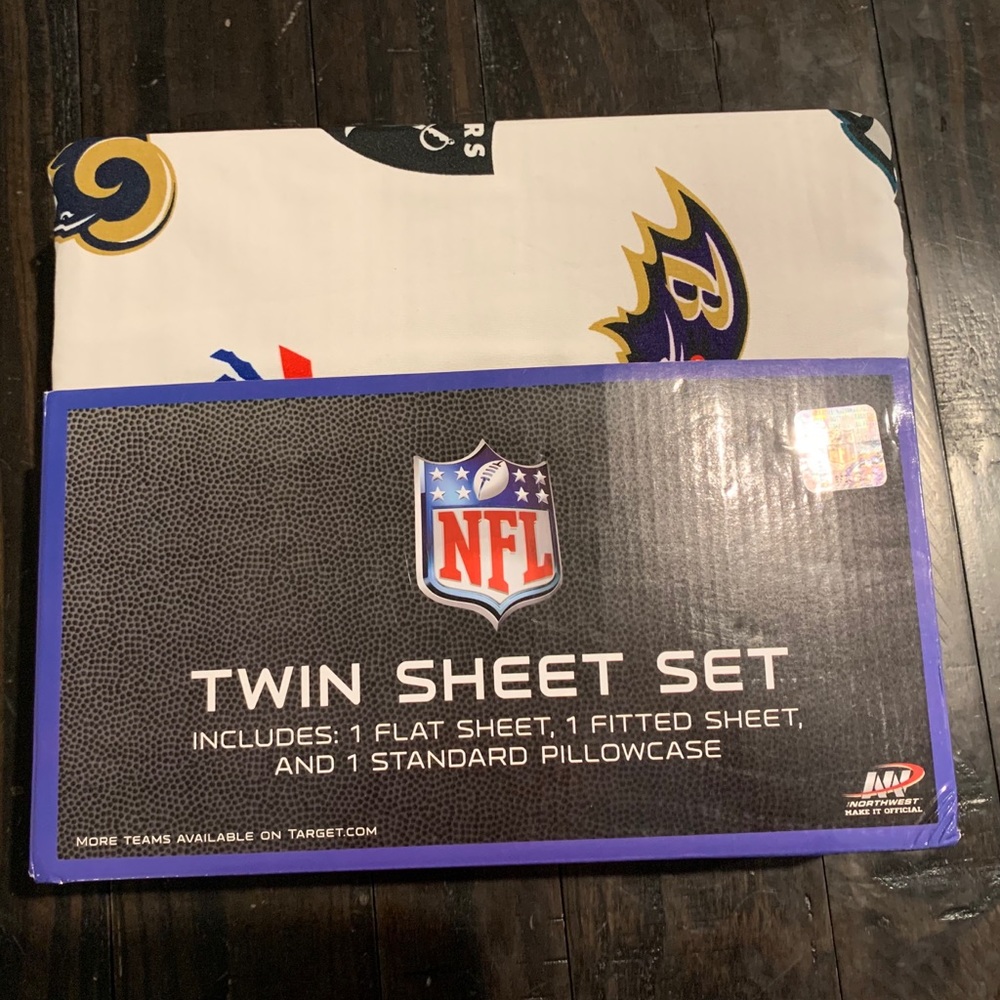 RS
B
NFL
TWIN SHEET SET
INCLUDES: 1 FLAT SHEET, 1 FITTED SHEET,
AND 1 STANDARD PILLOWCASE
THE NORTHWEST
MAKE IT OFFICIAL
MORE TEAMS AVAILABLE ON TARGET.COM